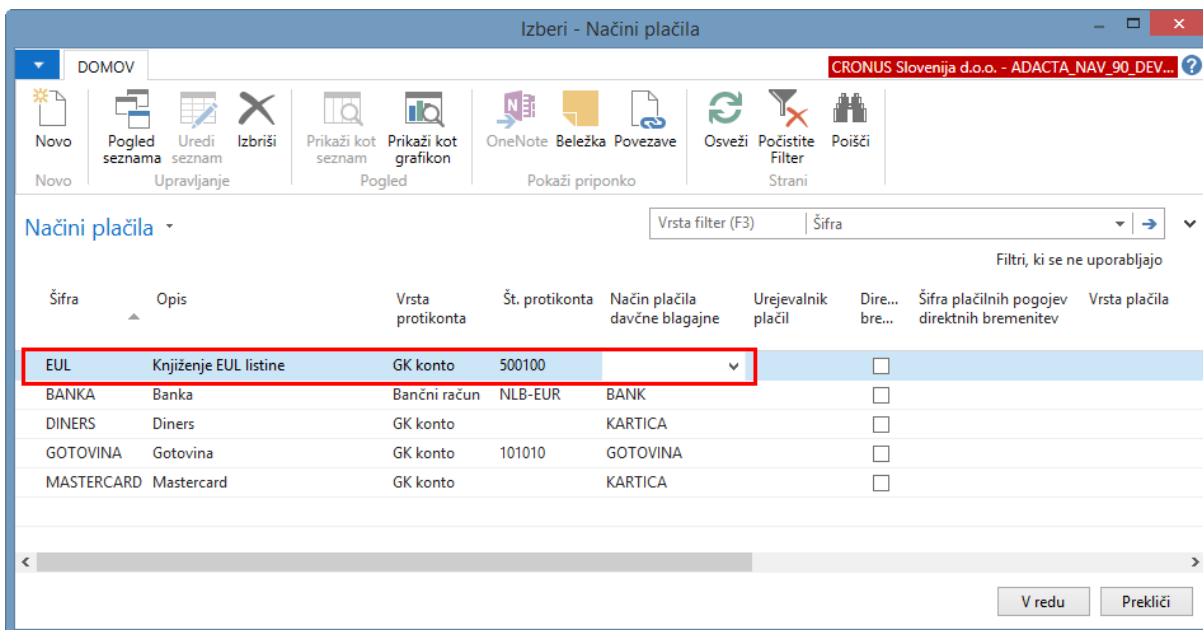 Izberi - Načini plačila
DOMOV
CRONUS Slovenija d.o.o. - ADACTA_NAV_90_DEV...
Novo
Pogled seznama
Uredi seznam
Izbriši
Prikaži kot seznam
Prikaži kot grafikon
OneNote
Beležka
Povezave
Osveži
Počistite Filter
Poišči
Novo
Upravljanje
Pogled
Pokaži priponko
Strani
Načini plačila
Vrsta filter (F3)
Šifra
Filtri, ki se ne uporabljajo
Šifra Opis Vrsta protikonta Št. protikonta Način plačila davčne blagajne Urejevalnik plačil Dire... bre... Šifra plačilnih pogojev direktnih bremenitev Vrsta plačila
EUL Knjiženje EUL listine GK konto 500100
BANKA Banka Bančni račun NLB-EUR BANK
DINERS Diners GK konto KARTICA
GOTOVINA Gotovina GK konto 101010 GOTOVINA
MASTERCARD Mastercard GK konto KARTICA
V redu
Prekliči